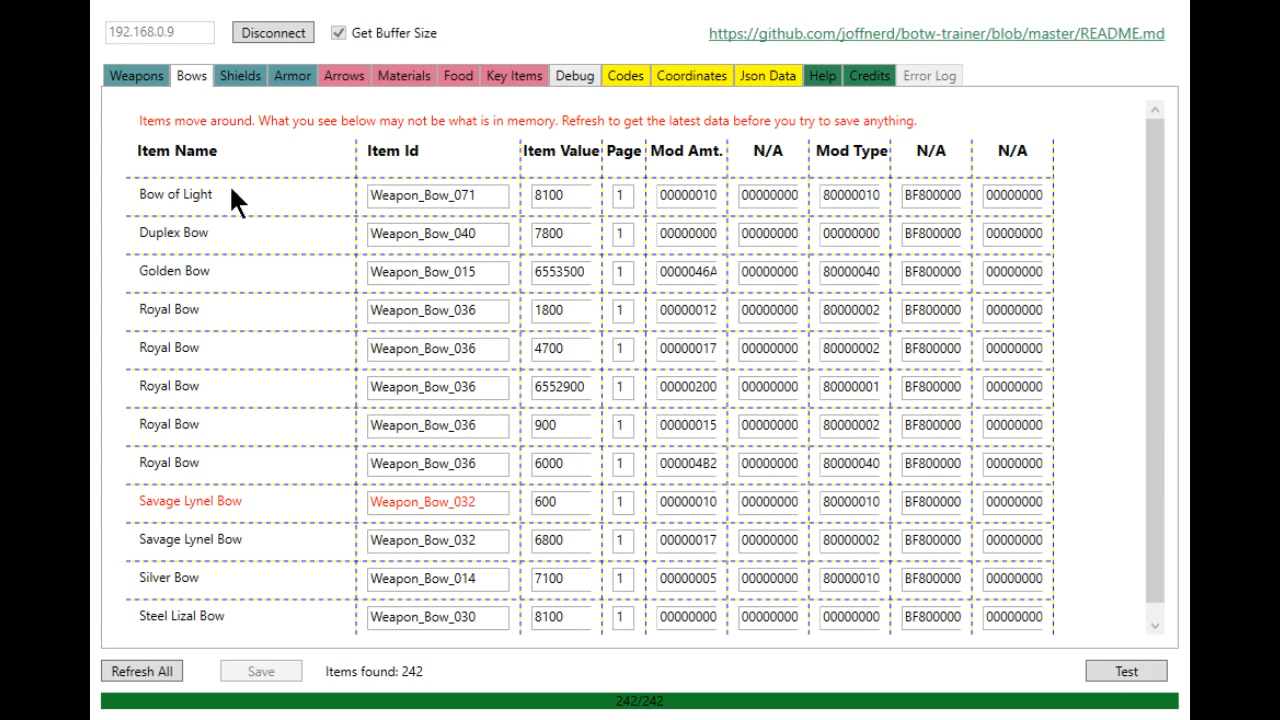 192.168.0.9 Disconnect Get Buffer Size https://github.com/joffnerd/botw-trainer/blob/master/README.md
Weapons Bows Shields Armor Arrows Materials Food Key Items Debug Codes Coordinates Json Data Help Credits Error Log
Items move around. What you see below may not be what is in memory. Refresh to get the latest data before you try to save anything.
Item Name Item Id Item Value Page Mod Amt. N/A Mod Type N/A N/A
Bow of Light Weapon_Bow_071 8100 1 00000010 00000000 80000010 BF800000 00000000
Duplex Bow Weapon_Bow_040 7800 1 00000000 00000000 00000000 BF800000 00000000
Golden Bow Weapon_Bow_015 6553500 1 0000046A 00000000 80000040 BF800000 00000000
Royal Bow Weapon_Bow_036 1800 1 00000012 00000000 80000002 BF800000 00000000
Royal Bow Weapon_Bow_036 4700 1 00000017 00000000 80000002 BF800000 00000000
Royal Bow Weapon_Bow_036 6552900 1 00000200 00000000 80000001 BF800000 00000000
Royal Bow Weapon_Bow_036 900 1 00000015 00000000 80000002 BF800000 00000000
Royal Bow Weapon_Bow_036 6000 1 000004B2 00000000 80000040 BF800000 00000000
Savage Lynel Bow Weapon_Bow_032 600 1 00000010 00000000 80000010 BF800000 00000000
Savage Lynel Bow Weapon_Bow_032 6800 1 00000017 00000000 80000002 BF800000 00000000
Silver Bow Weapon_Bow_014 7100 1 00000005 00000000 80000010 BF800000 00000000
Steel Lizal Bow Weapon_Bow_030 8100 1 00000000 00000000 00000000 BF800000 00000000
Refresh All Save Items found: 242 Test
242/242